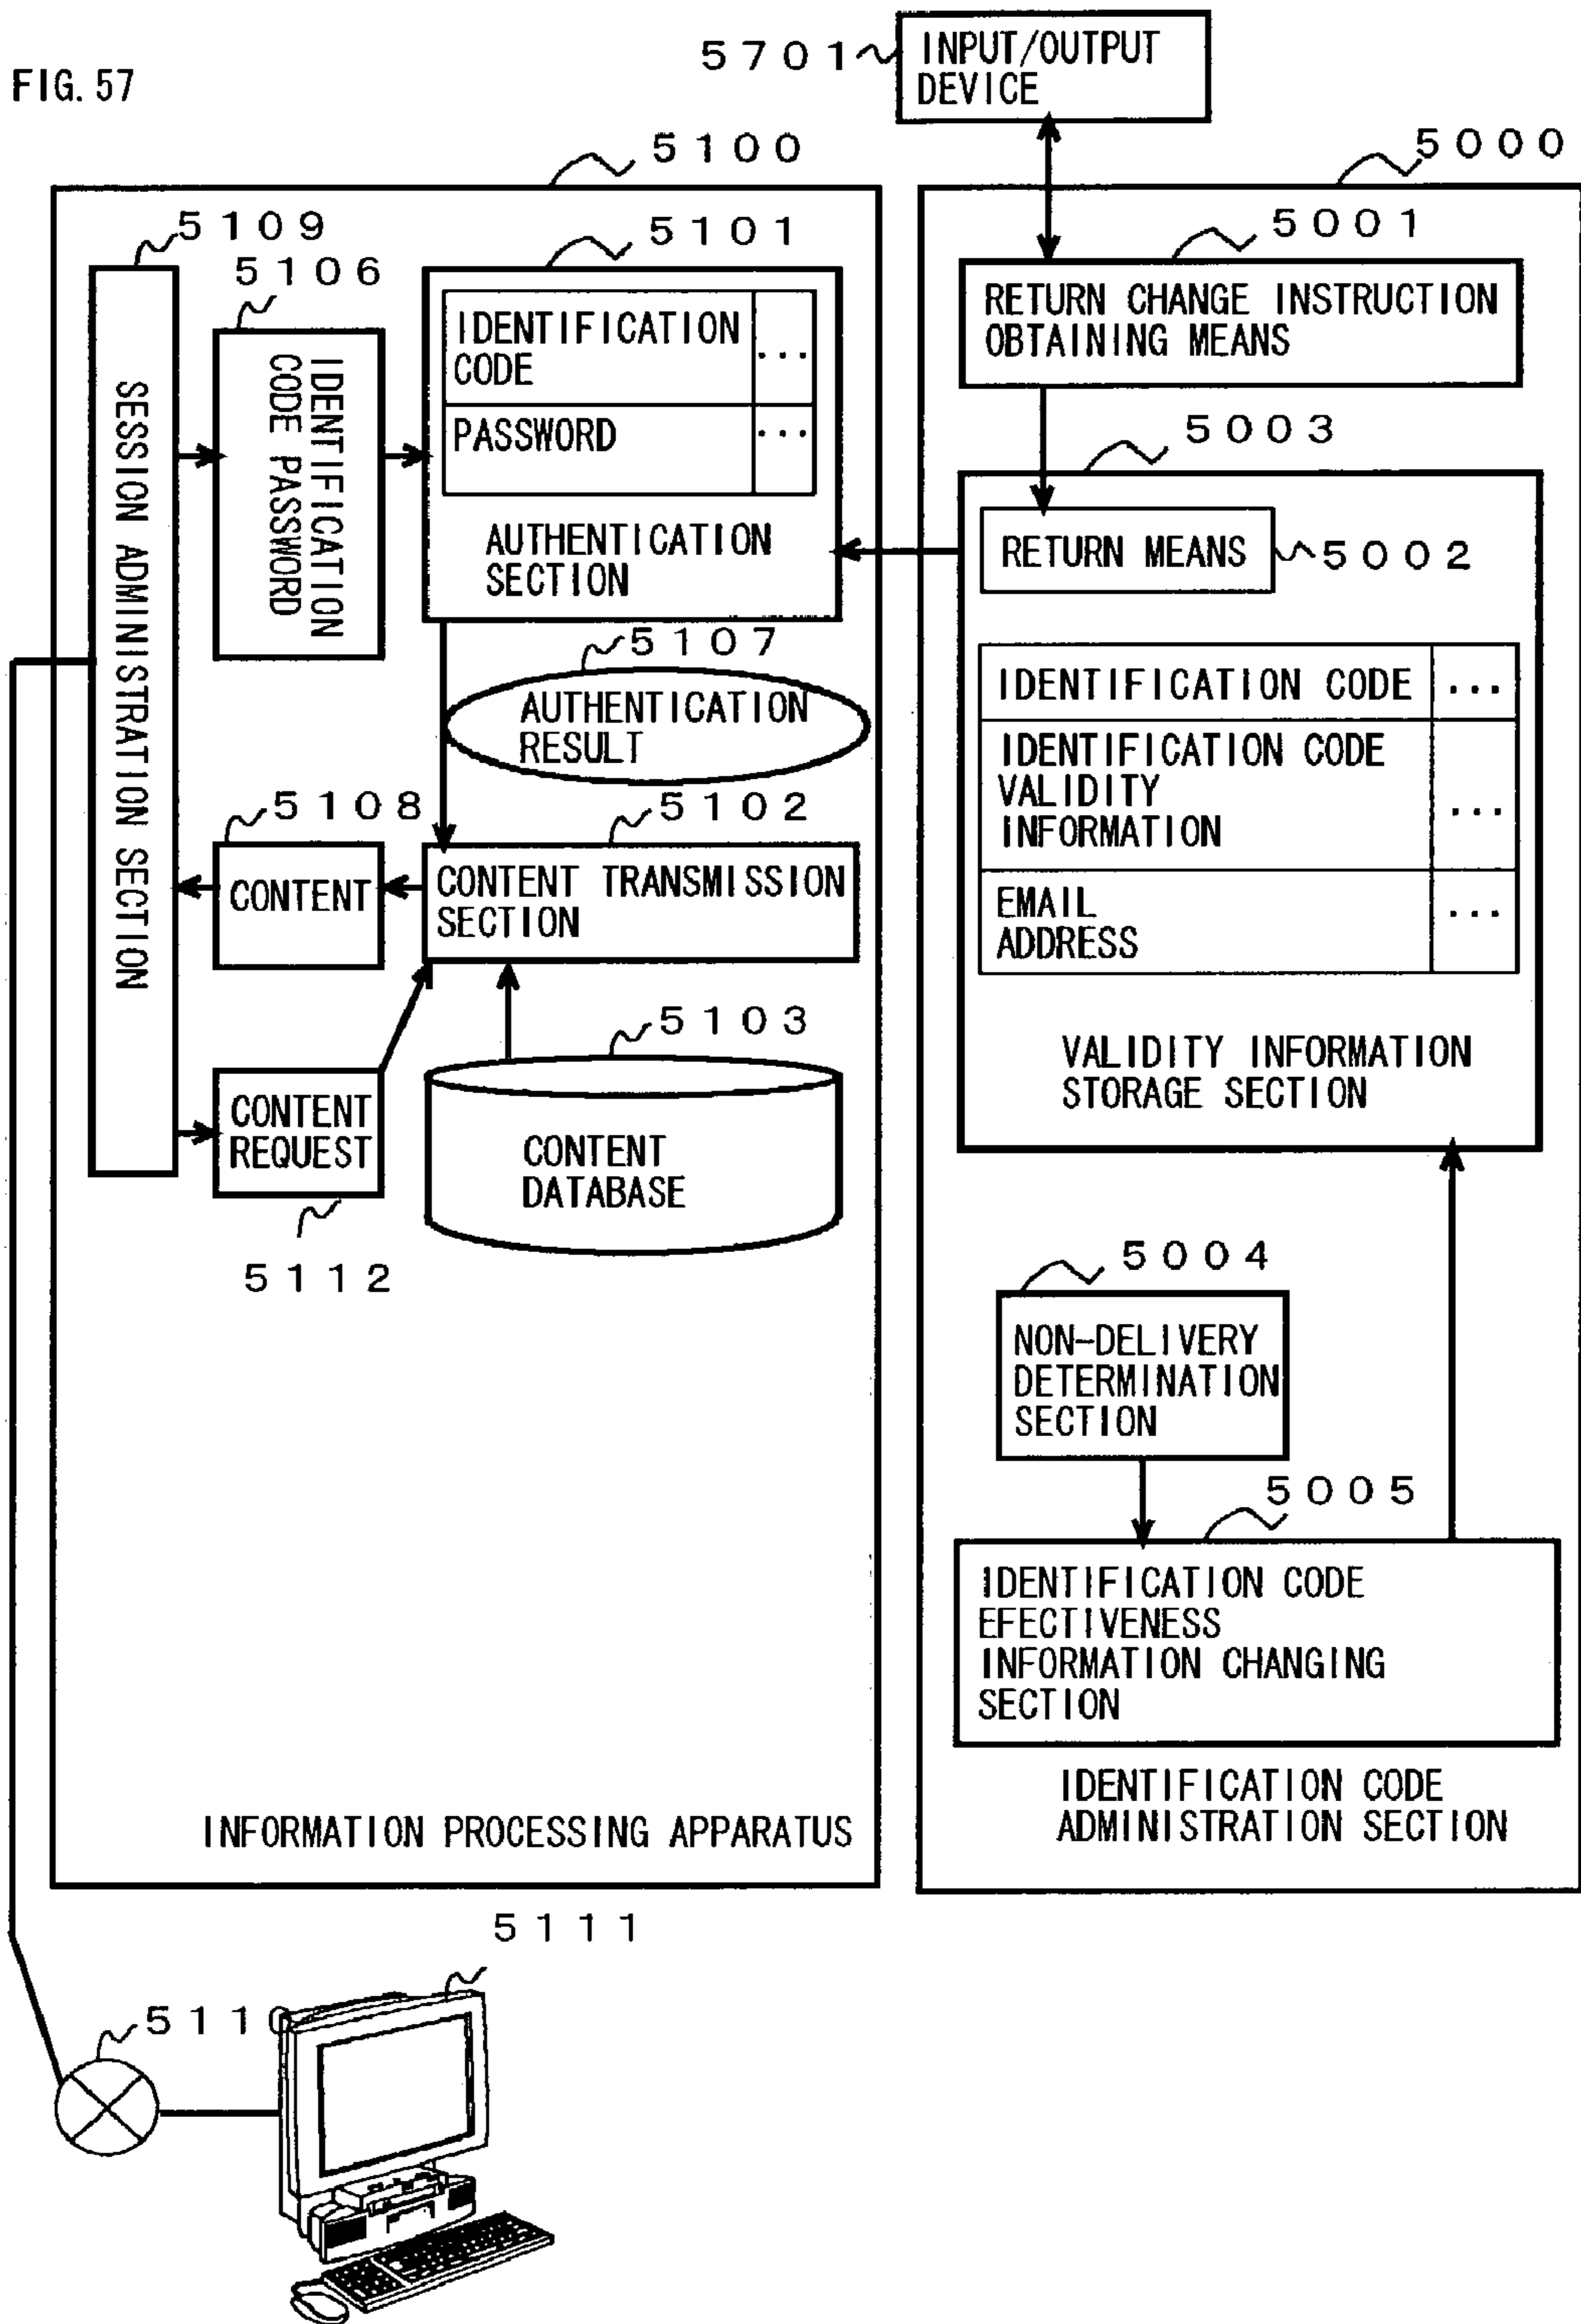 FIG. 57
5701
INPUT/OUTPUT
DEVICE
5100
5000
5109
5106
5101
5001
SESSION ADMINISTRATION SECTION
IDENTIFICATION
CODE PASSWORD
IDENTIFICATION
CODE
...
PASSWORD
...
AUTHENTICATION
SECTION
RETURN CHANGE INSTRUCTION
OBTAINING MEANS
5003
RETURN MEANS
5002
5107
AUTHENTICATION
RESULT
IDENTIFICATION CODE
...
IDENTIFICATION CODE
VALIDITY
INFORMATION
...
EMAIL
ADDRESS
...
VALIDITY INFORMATION
STORAGE SECTION
5108
CONTENT
5102
CONTENT TRANSMISSION
SECTION
5103
CONTENT
DATABASE
CONTENT
REQUEST
5112
5004
NON-DELIVERY
DETERMINATION
SECTION
5005
IDENTIFICATION CODE
EFECTIVENESS
INFORMATION CHANGING
SECTION
INFORMATION PROCESSING APPARATUS
IDENTIFICATION CODE
ADMINISTRATION SECTION
5111
511